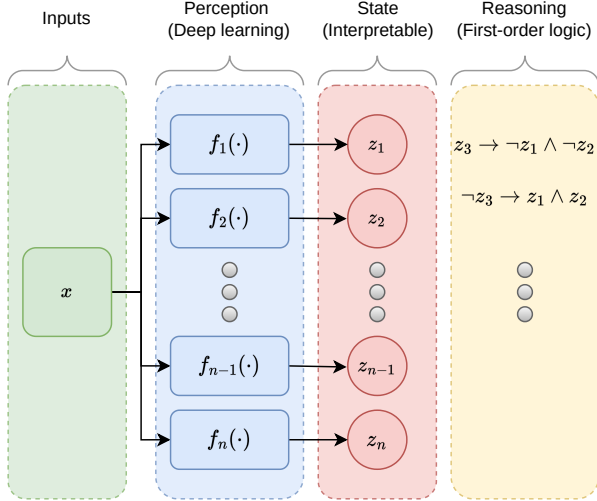 Inputs
Perception
(Deep learning)
State
(Interpretable)
Reasoning
(First-order logic)
x
f₁(·)
f₂(·)
fₙ₋₁(·)
fₙ(·)
z₁
z₂
zₙ₋₁
zₙ
z₃ → ¬z₁ ∧ ¬z₂
¬z₃ → z₁ ∧ z₂